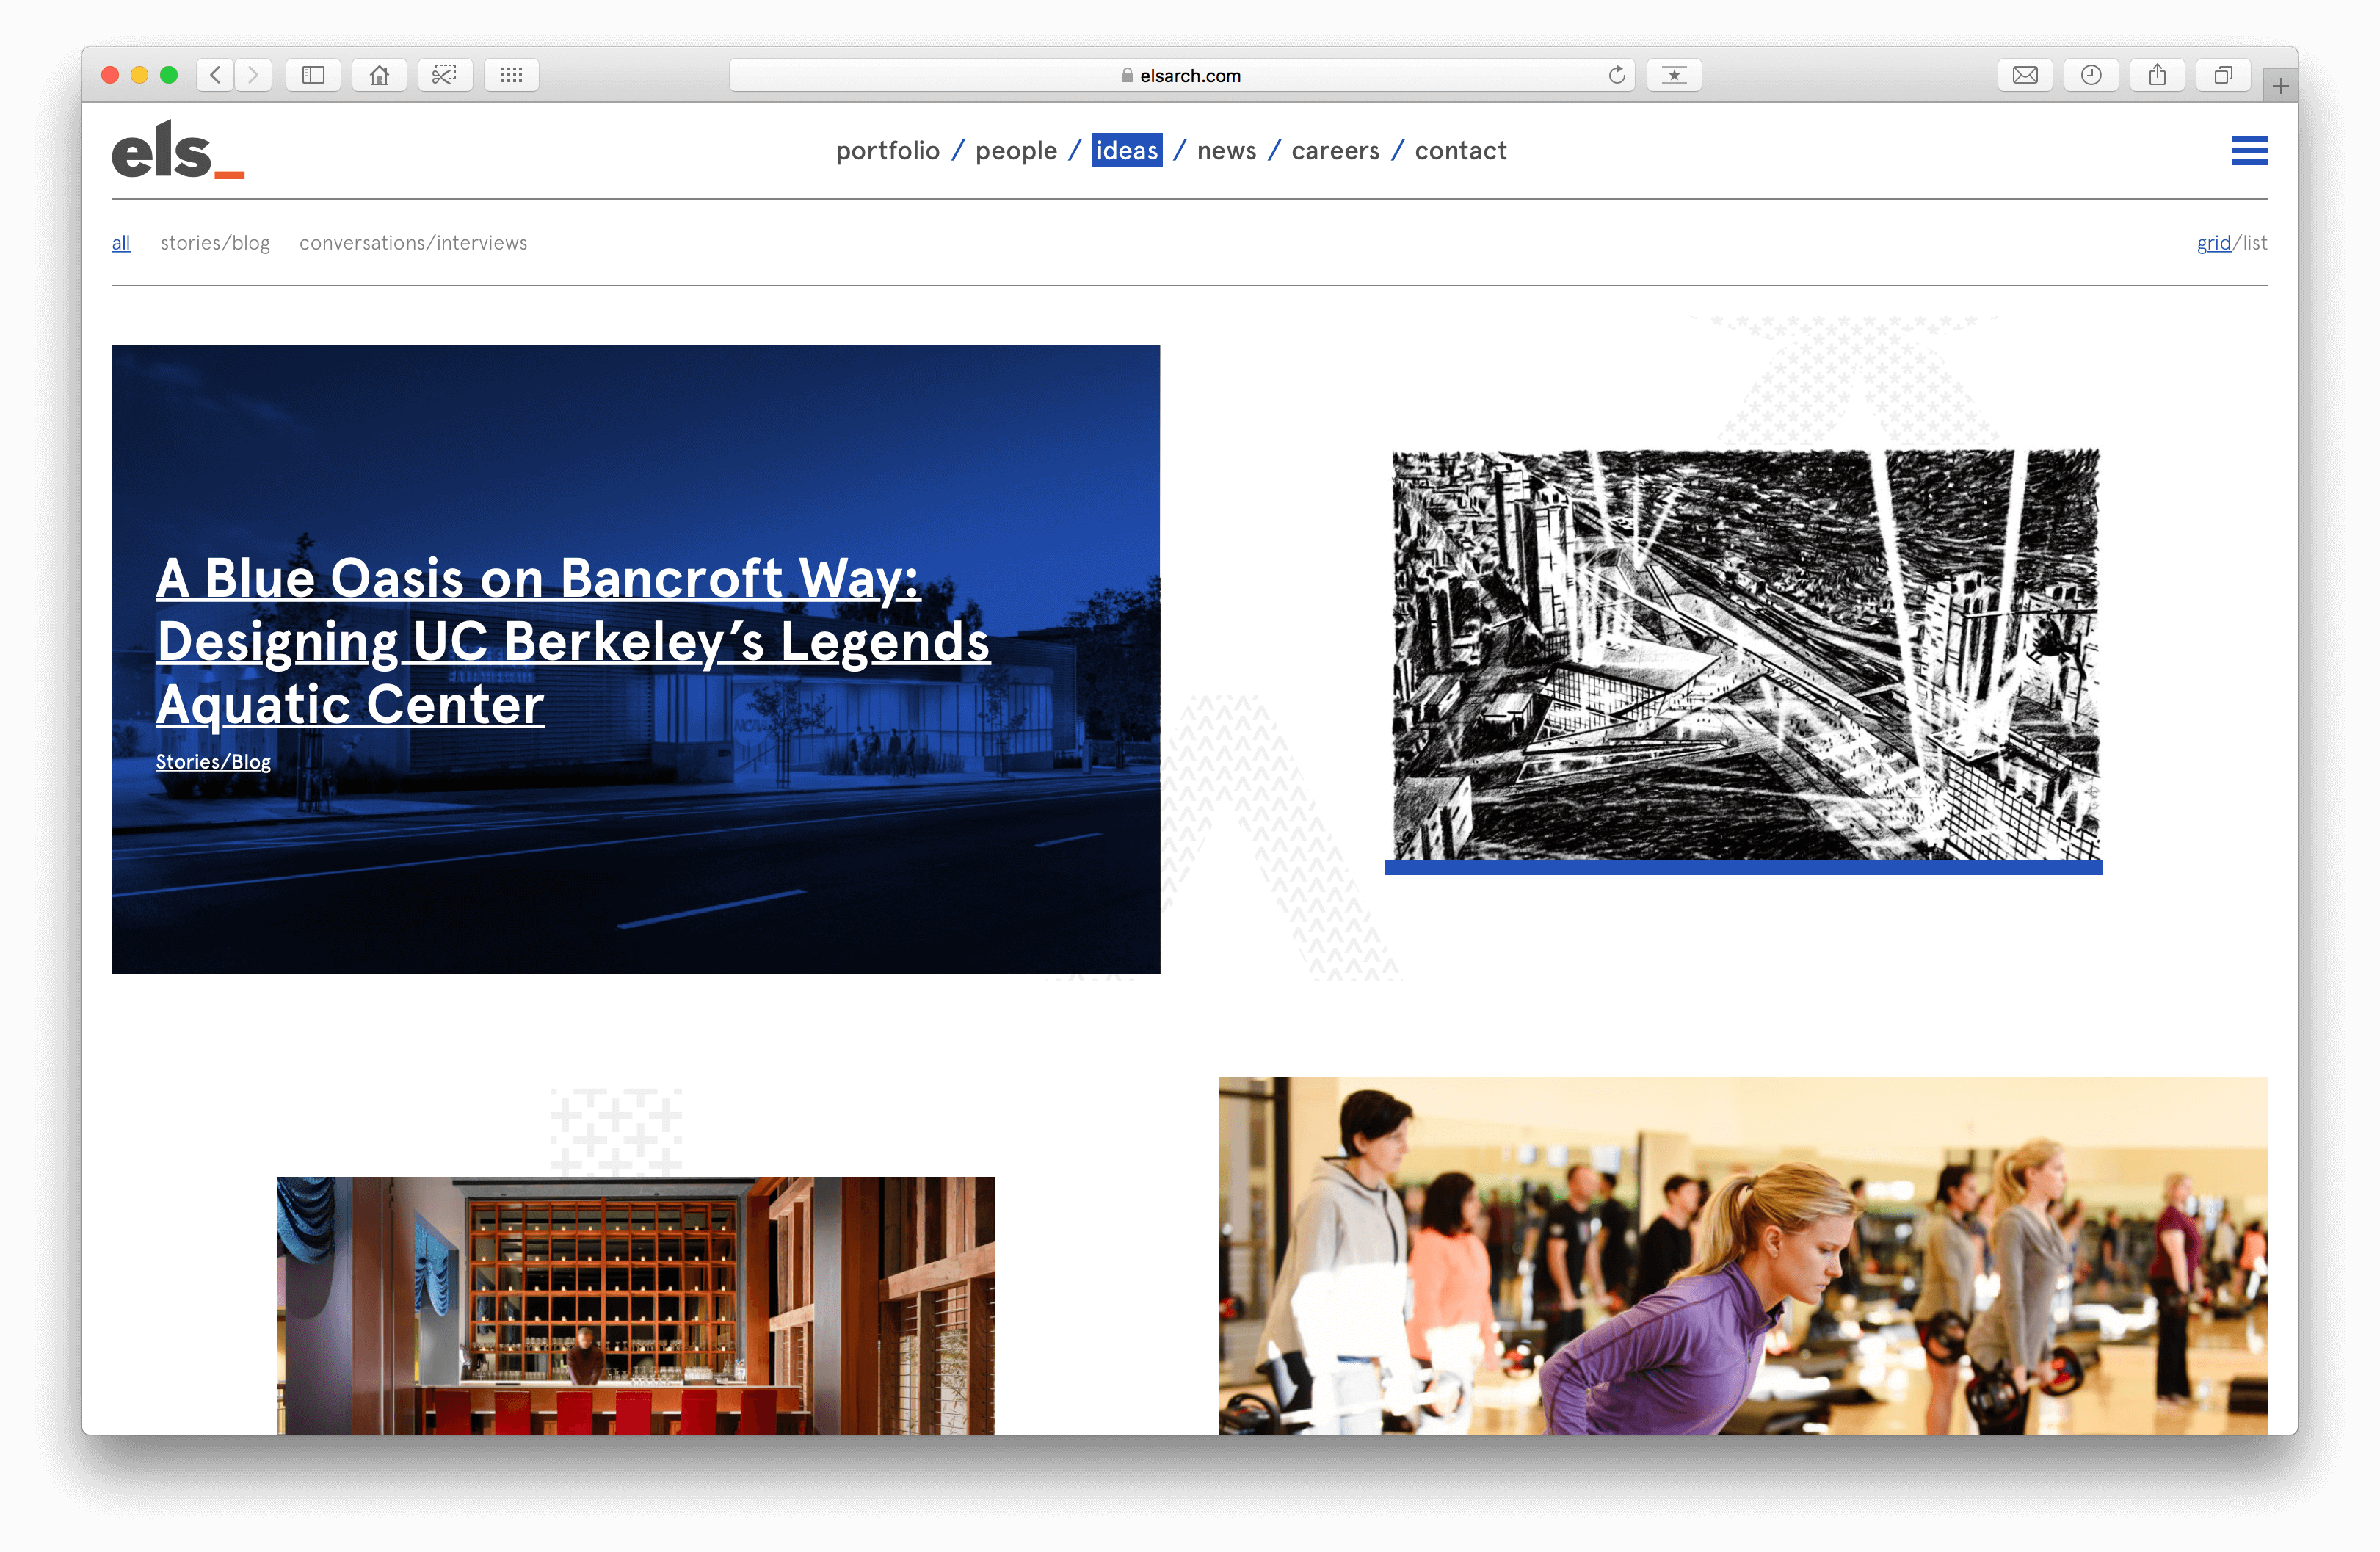 elsarch.com
els_
portfolio / people / ideas / news / careers / contact
all stories/blog conversations/interviews grid/list
A Blue Oasis on Bancroft Way:
Designing UC Berkeley’s Legends
Aquatic Center
Stories/Blog